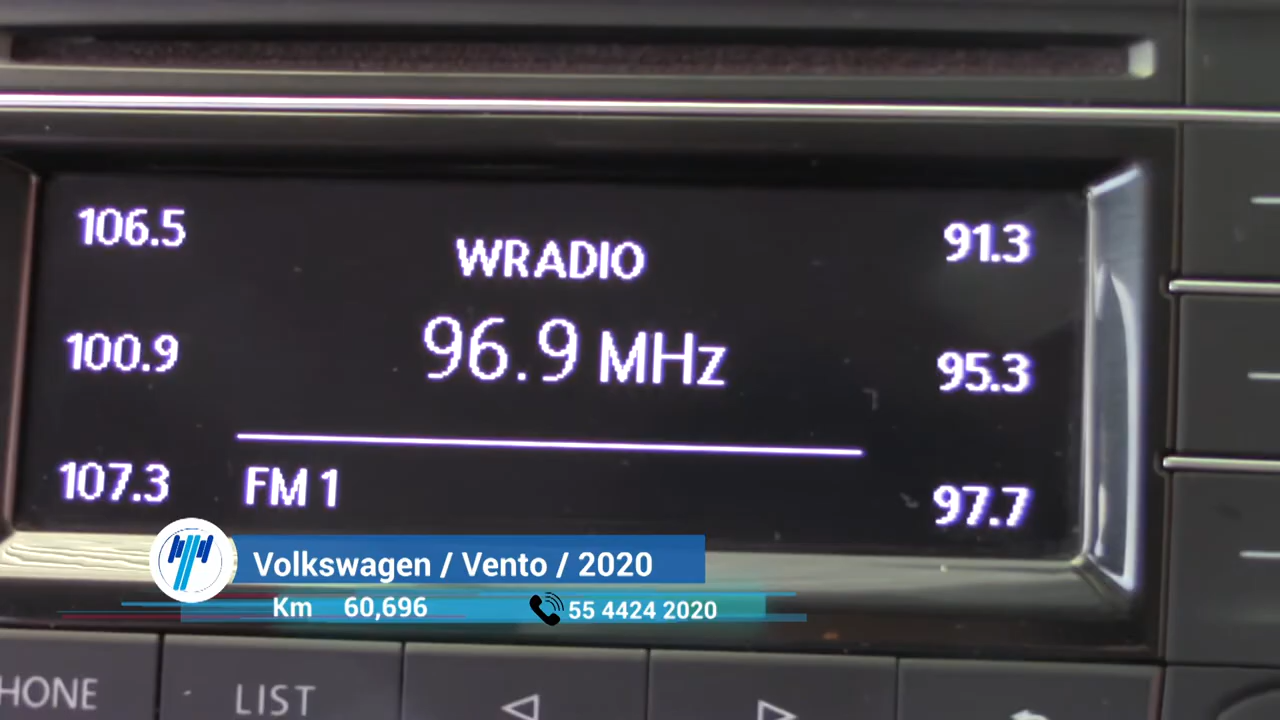 106.5
WRADIO
91.3
100.9
96.9 MHz
95.3
107.3
FM 1
97.7
Volkswagen / Vento / 2020
Km 60,696
55 4424 2020
HONE
LIST